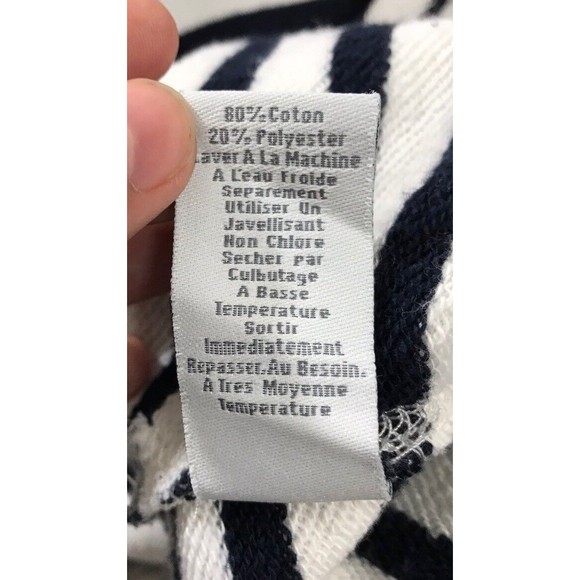 80% Coton
20% Polyester
Laver A La Machine
A L'eau Froide
Separement
Utiliser Un
Javellisant
Non Chlore
Secher par
Culbutage
A Basse
Temperature
Sortir
Immediatement
Repasser.Au Besoin.
A Tres Moyenne
Temperature